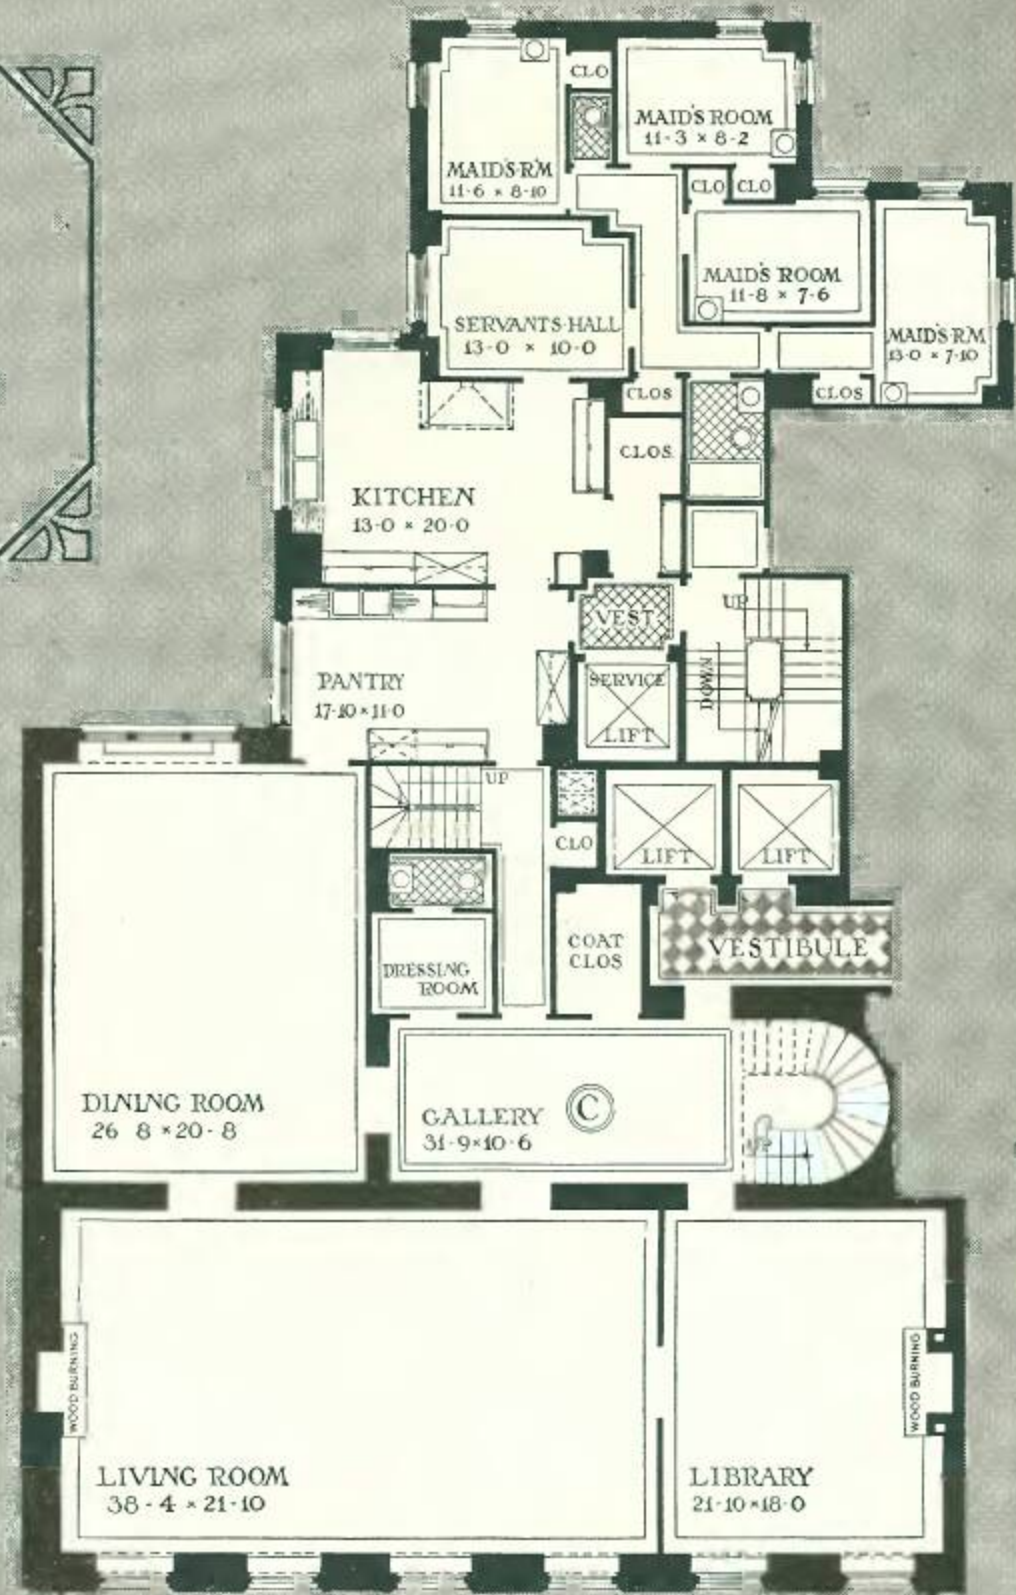 CLO
MAID'S ROOM
11-3 × 8-2
MAID'S R'M
11-6 × 8-10
CLO
CLO
MAID'S ROOM
11-8 × 7-6
SERVANTS HALL
13-0 × 10-0
MAID'S R'M
13-0 × 7-10
CLOS
CLOS
CLOS.
KITCHEN
13-0 × 20-0
VEST.
UP
DOWN
PANTRY
17-10 × 11-0
SERVICE
LIFT
UP
CLO
LIFT
LIFT
COAT
CLOS
VESTIBULE
DRESSING
ROOM
DINING ROOM
26 8 × 20-8
GALLERY
31-9 × 10-6
C
UP
WOOD BURNING
WOOD BURNING
LIVING ROOM
38-4 × 21-10
LIBRARY
21-10 × 18-0